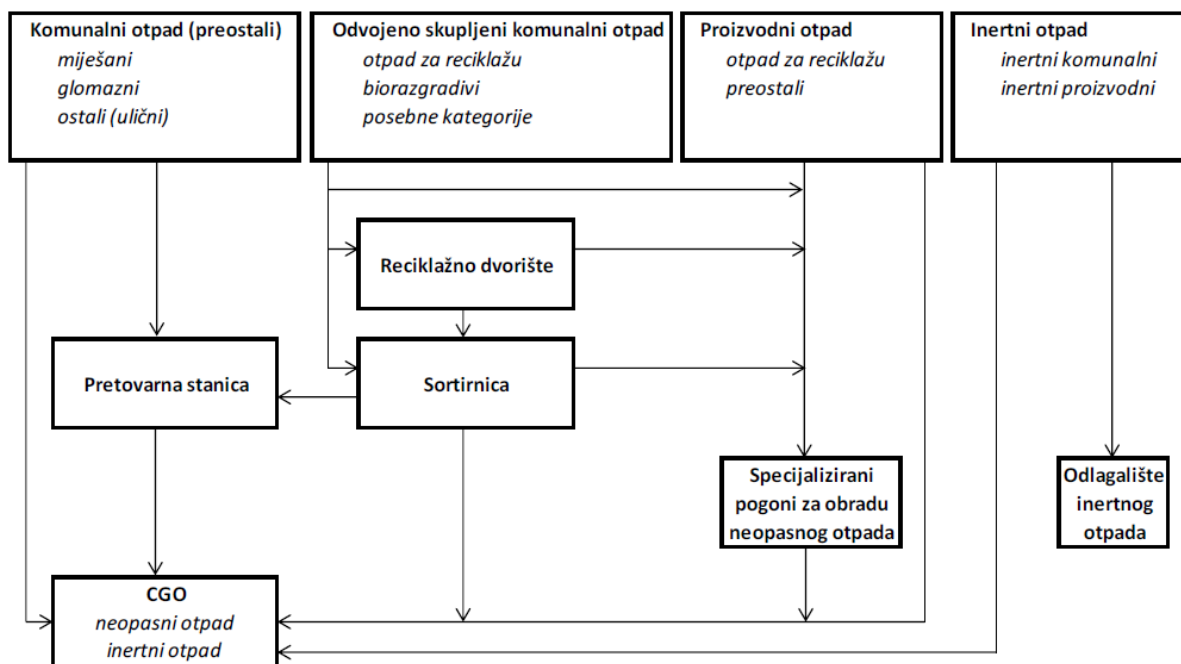 Komunalni otpad (preostali)
miješani
glomazni
ostali (ulični)
Odvojeno skupljeni komunalni otpad
otpad za reciklažu
biorazgradivi
posebne kategorije
Proizvodni otpad
otpad za reciklažu
preostali
Inertni otpad
inertni komunalni
inertni proizvodni
Reciklažno dvorište
Pretovarna stanica
Sortirnica
Specijalizirani
pogoni za obradu
neopasnog otpada
Odlagalište
inertnog
otpada
CGO
neopasni otpad
inertni otpad